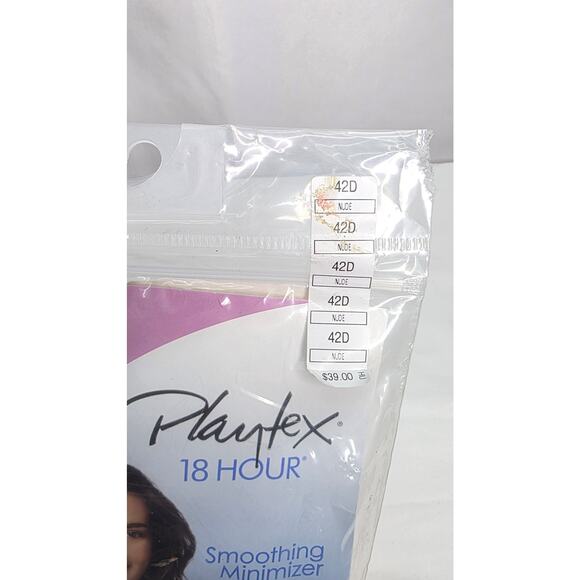 42D
NUDE
42D
NUDE
42D
NUDE
42D
NUDE
42D
NUDE
$39.00
Playtex®
18 HOUR®
Smoothing
Minimizer